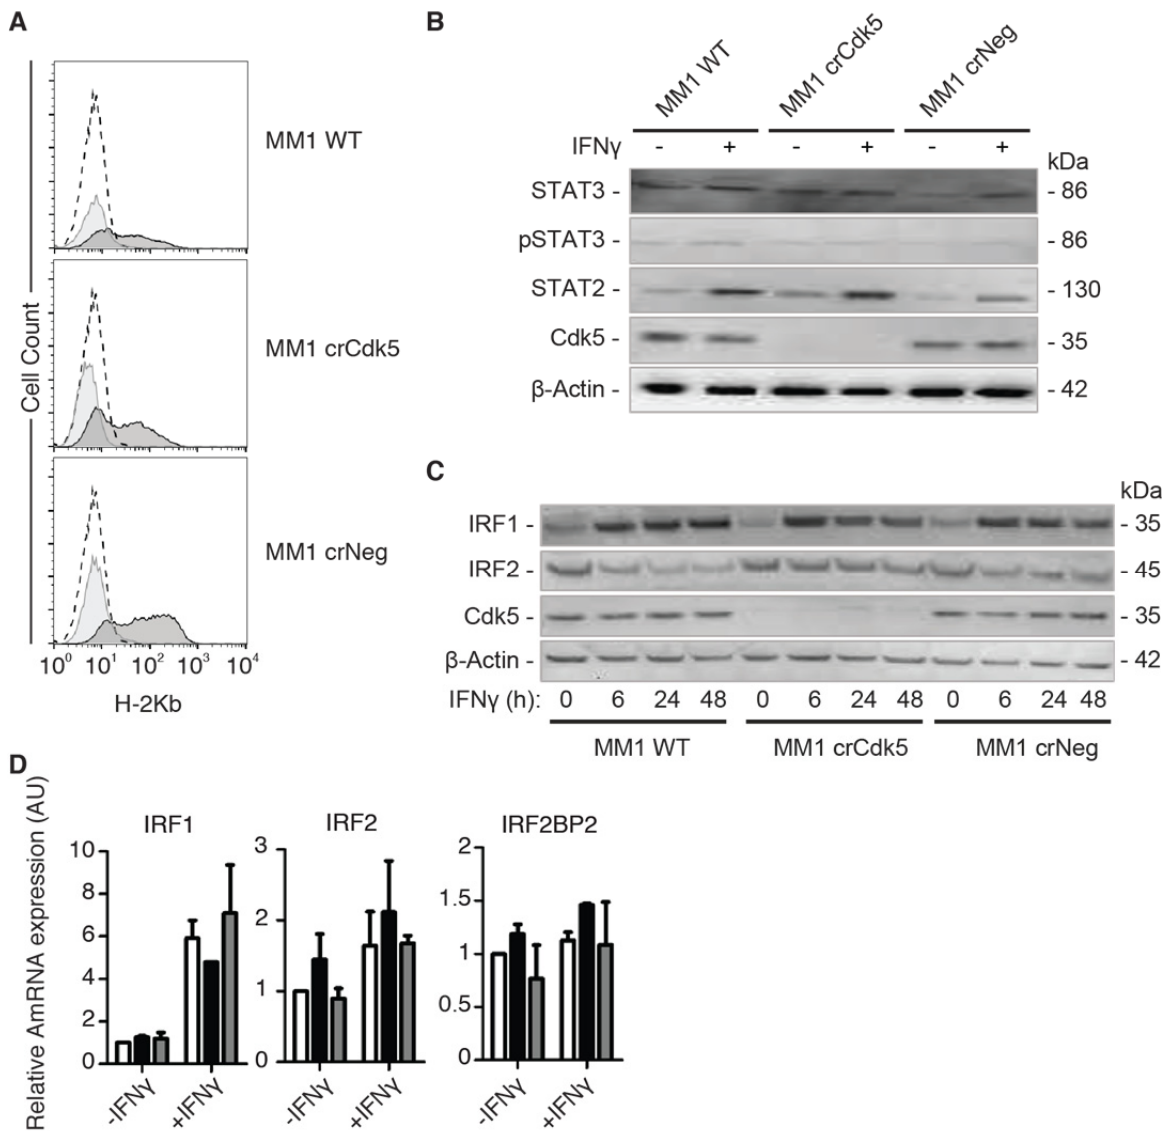 A
MM1 WT
MM1 crCdk5
MM1 crNeg
Cell Count
10⁰ 10¹ 10² 10³ 10⁴
H-2Kb
B
MM1 WT MM1 crCdk5 MM1 crNeg
IFNγ - + - + - + kDa
STAT3 - - 86
pSTAT3 - - 86
STAT2 - - 130
Cdk5 - - 35
β-Actin - - 42
C
kDa
IRF1 - - 35
IRF2 - - 45
Cdk5 - - 35
β-Actin - - 42
IFNγ (h): 0 6 24 48 0 6 24 48 0 6 24 48
MM1 WT MM1 crCdk5 MM1 crNeg
D
Relative AmRNA expression (AU)
IRF1
10
8
6
4
2
0
-IFNγ +IFNγ
IRF2
3
2
1
0
-IFNγ +IFNγ
IRF2BP2
2
1.5
1
0.5
0
-IFNγ +IFNγ